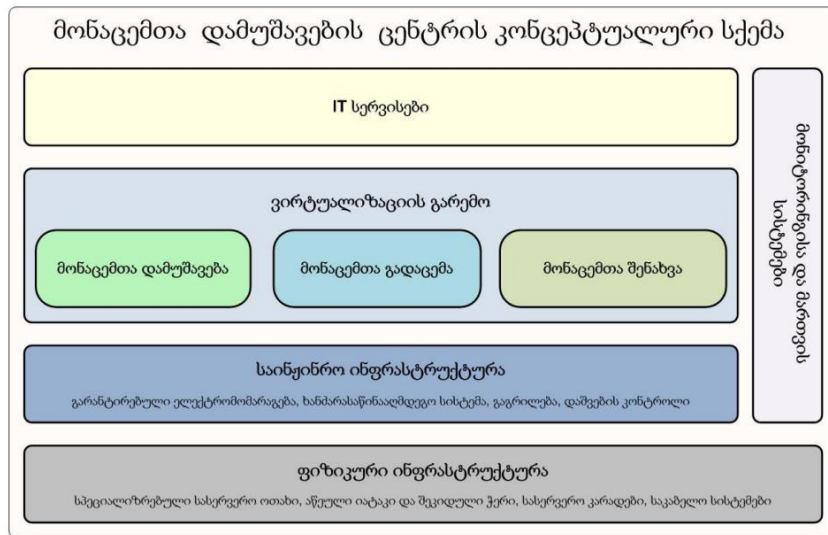 მონაცემთა დამუშავების ცენტრის კონცეპტუალური სქემა
IT სერვისები
ვირტუალიზაციის გარემო
მონაცემთა დამუშავება
მონაცემთა გადაცემა
მონაცემთა შენახვა
საინჟინრო ინფრასტრუქტურა
გარანტირებული ელექტრომომარაგება, ხანძარსაწინააღმდეგო სისტემა, გაგრილება, დაშვების კონტროლი
ფიზიკური ინფრასტრუქტურა
სპეციალიზრებული სასერვერო ოთახი, აწეული იატაკი და შეკიდული ჭერი, სასერვერო კარადები, საკაბელო სისტემები
მონიტორინგისა და მართვის
სისტემები